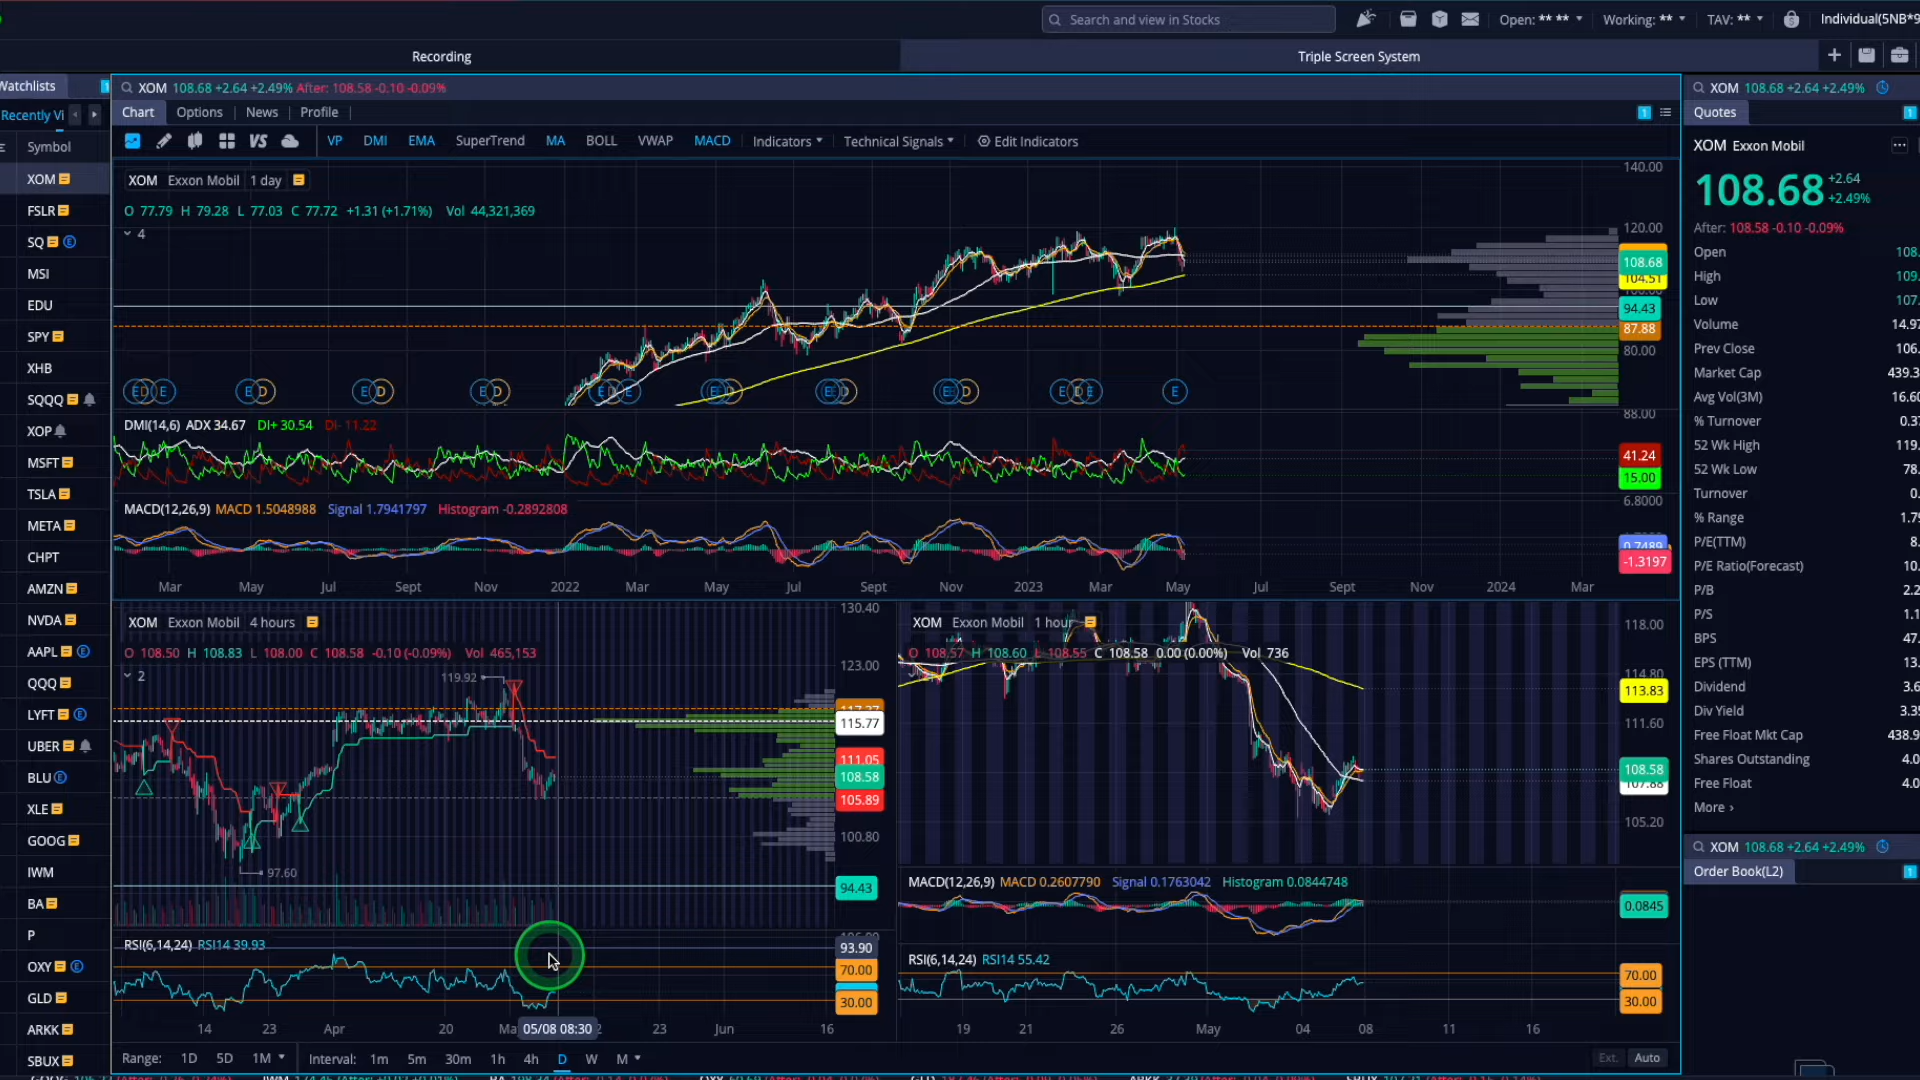 Search and view in Stocks
Open: ** **
Working: **
TAV: **
Individual(5NB*9
Recording
Triple Screen System
Watchlists
1
Recently Vi
Symbol
XOM
FSLR
SQ E
MSI
EDU
SPY
XHB
SQQQ
XOP
MSFT
TSLA
META
CHPT
AMZN
NVDA
AAPL E
QQQ
LYFT E
UBER
BLU E
XLE
GOOG
IWM
BA
P
OXY E
GLD
ARKK
SBUX
XOM 108.68 +2.64 +2.49% After: 108.58 -0.10 -0.09%
Chart Options News Profile
1
VS VP DMI EMA SuperTrend MA BOLL VWAP MACD Indicators Technical Signals Edit Indicators
XOM Exxon Mobil 1 day
O 77.79 H 79.28 L 77.03 C 77.72 +1.31 (+1.71%) Vol 44,321,369
4
140.00
120.00
108.68
104.51
94.43
87.88
80.00
88.00
DMI(14,6) ADX 34.67 DI+ 30.54 DI- 11.22
41.24
15.00
6.8000
MACD(12,26,9) MACD 1.5048988 Signal 1.7941797 Histogram -0.2892808
0.7489
-1.3197
Mar May Jul Sept Nov 2022 Mar May Jul Sept Nov 2023 Mar May Jul Sept Nov 2024 Mar
XOM Exxon Mobil 4 hours
O 108.50 H 108.83 L 108.00 C 108.58 -0.10 (-0.09%) Vol 465,153
2
119.92
97.60
130.40
123.00
115.77
111.05
108.58
105.89
100.80
94.43
RSI(6,14,24) RSI14 39.93
93.90
70.00
30.00
14 23 Apr 20 05/08 08:30 23 Jun 16
XOM Exxon Mobil 1 hour
O 108.57 H 108.60 L 108.55 C 108.58 0.00 (0.00%) Vol 736
118.00
114.80
113.83
111.60
108.58
107.88
105.20
MACD(12,26,9) MACD 0.2607790 Signal 0.1763042 Histogram 0.0844748
0.0845
RSI(6,14,24) RSI14 55.42
70.00
30.00
19 21 26 May 04 08 11 16
Range: 1D 5D 1M Interval: 1m 5m 30m 1h 4h D W M
Ext. Auto
XOM 108.68 +2.64 +2.49%
Quotes
1
XOM Exxon Mobil
108.68 +2.64
+2.49%
After: 108.58 -0.10 -0.09%
Open 108.
High 109.
Low 107.
Volume 14.97
Prev Close 106.
Market Cap 439.3
Avg Vol(3M) 16.60
% Turnover 0.37
52 Wk High 119.
52 Wk Low 78.
Turnover 0.
% Range 1.79
P/E(TTM) 8.
P/E Ratio(Forecast) 10.
P/B 2.2
P/S 1.1
BPS 47.
EPS (TTM) 13.
Dividend 3.6
Div Yield 3.35
Free Float Mkt Cap 438.9
Shares Outstanding 4.0
Free Float 4.0
More ›
XOM 108.68 +2.64 +2.49%
Order Book(L2)
1